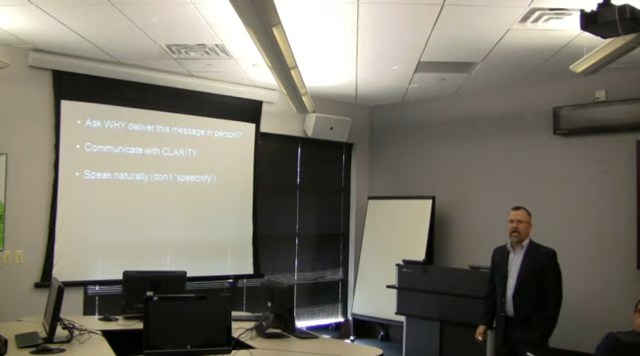 • Ask WHY deliver this message in person?
• Communicate with CLARITY
• Speak naturally (don't "speechify")